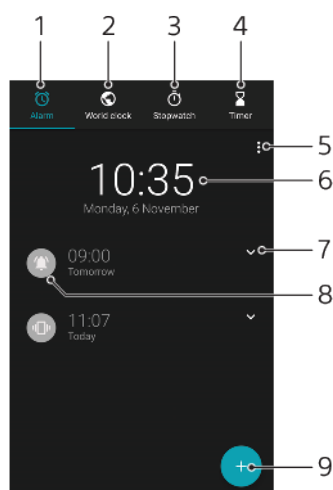 1 2 3 4
Alarm World clock Stopwatch Timer
5
10:35 6
Monday, 6 November
09:00 7
Tomorrow
8
11:07
Today
9